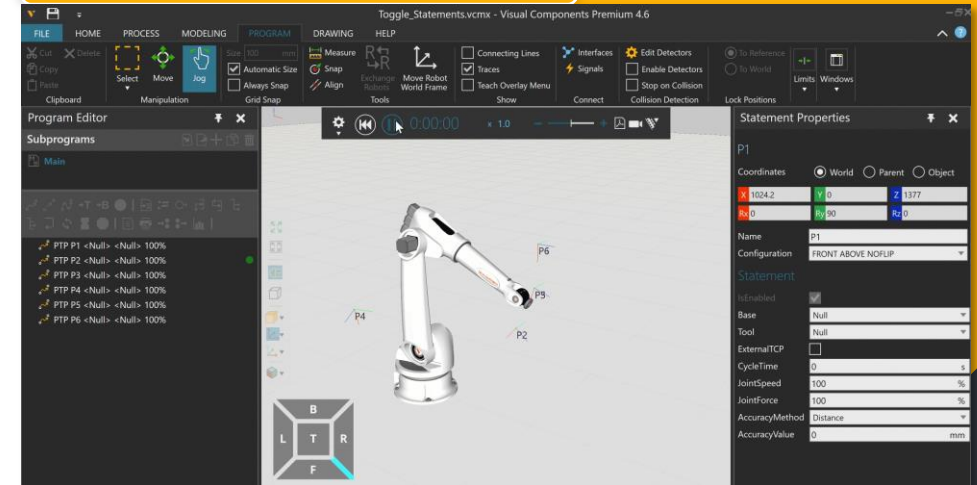 Toggle_Statements.vcmx - Visual Components Premium 4.6
FILE HOME PROCESS MODELING PROGRAM DRAWING HELP
Cut Delete
Copy
Paste
Clipboard
Select Move Jog
Manipulation
Size 100 mm
Automatic Size
Always Snap
Grid Snap
Measure
Snap
Align
Exchange Robots
Move Robot World Frame
Tools
Connecting Lines
Traces
Teach Overlay Menu
Show
Interfaces
Signals
Connect
Edit Detectors
Enable Detectors
Stop on Collision
Collision Detection
To Reference
To World
Lock Positions
Limits Windows
Program Editor
Subprograms
Main
PTP P1 <Null> <Null> 100%
PTP P2 <Null> <Null> 100%
PTP P3 <Null> <Null> 100%
PTP P4 <Null> <Null> 100%
PTP P5 <Null> <Null> 100%
PTP P6 <Null> <Null> 100%
0:00:00 x 1.0
P6
P5
P4
P2
B
L T R
F
Statement Properties
P1
Coordinates World Parent Object
X 1024.2 Y 0 Z 1377
Rx 0 Ry 90 Rz 0
Name P1
Configuration FRONT ABOVE NOFLIP
Statement
IsEnabled
Base Null
Tool Null
ExternalTCP
CycleTime 0 s
JointSpeed 100 %
JointForce 100 %
AccuracyMethod Distance
AccuracyValue 0 mm